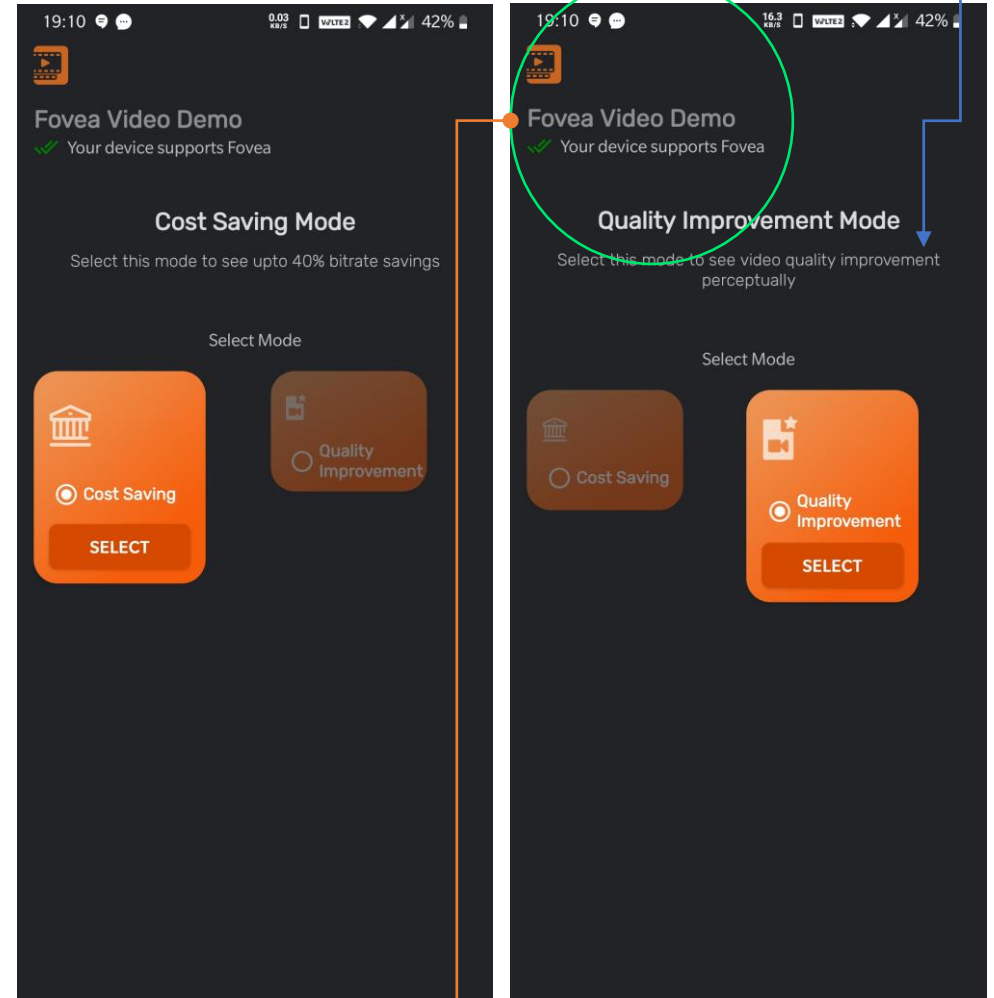 19:10
0.03 KB/S
VoLTE2
42%
Fovea Video Demo
Your device supports Fovea
Cost Saving Mode
Select this mode to see upto 40% bitrate savings
Select Mode
Cost Saving
SELECT
Quality
Improvement
19:10
16.3 KB/S
VoLTE2
42%
Fovea Video Demo
Your device supports Fovea
Quality Improvement Mode
Select this mode to see video quality improvement
perceptually
Select Mode
Cost Saving
Quality
Improvement
SELECT